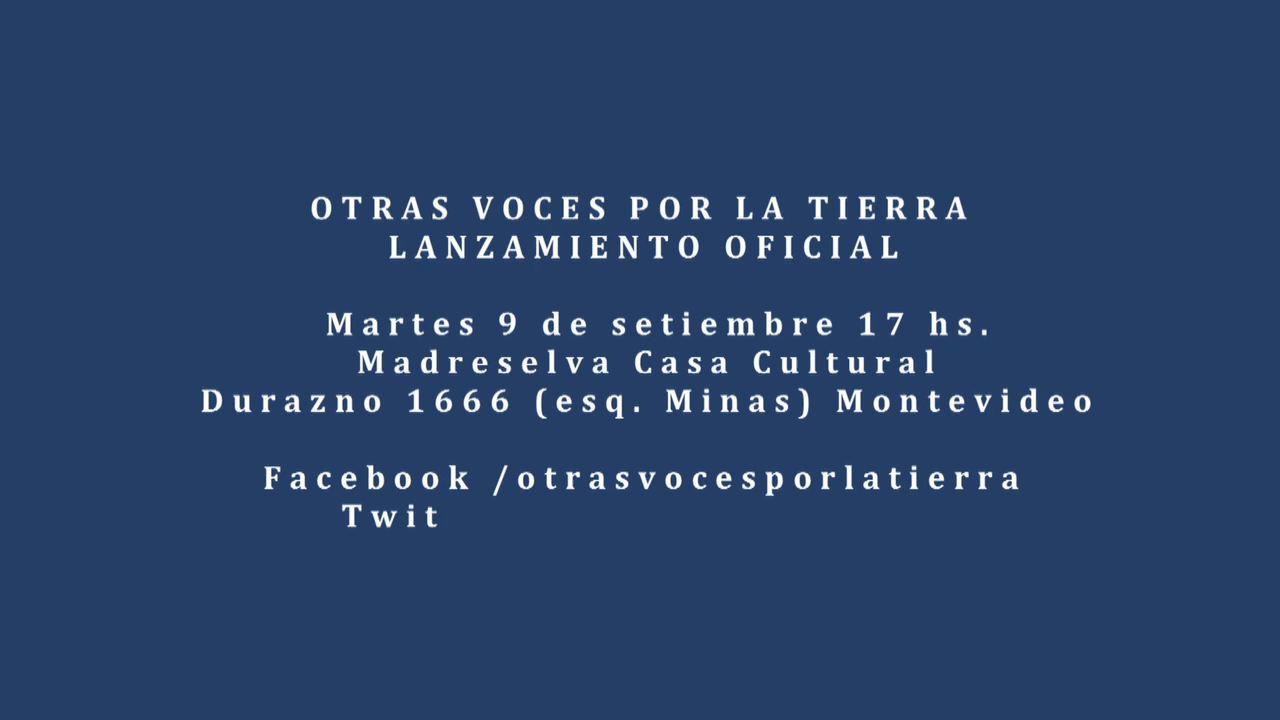 OTRAS VOCES POR LA TIERRA
LANZAMIENTO OFICIAL
Martes 9 de setiembre 17 hs.
Madreselva Casa Cultural
Durazno 1666 (esq. Minas) Montevideo
Facebook /otrasvocesporlatierra
Twit